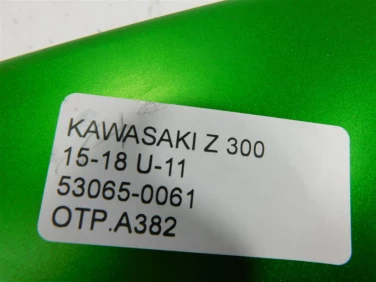 KAWASAKI Z 300
15-18 U-11
53065-0061
OTP.A382